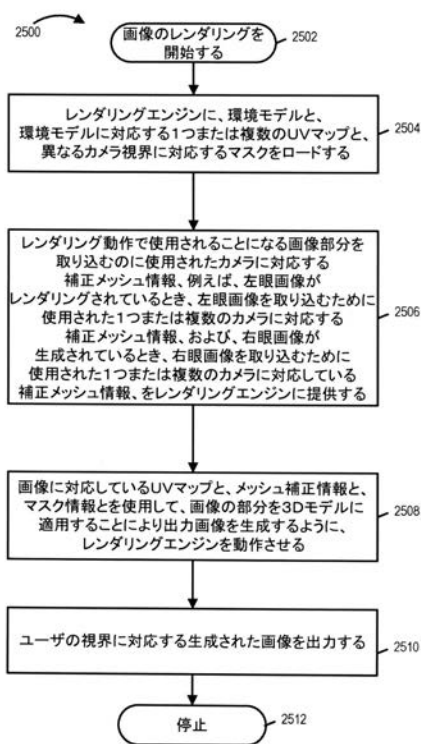 2500
画像のレンダリングを
開始する
2502
レンダリングエンジンに、環境モデルと、
環境モデルに対応する1つまたは複数のUVマップと、
異なるカメラ視界に対応するマスクをロードする
2504
レンダリング動作で使用されることになる画像部分を
取り込むのに使用されたカメラに対応する
補正メッシュ情報、例えば、左眼画像が
レンダリングされているとき、左眼画像を取り込むために
使用された1つまたは複数のカメラに対応する
補正メッシュ情報、および、右眼画像が
生成されているとき、右眼画像を取り込むために
使用された1つまたは複数のカメラに対応している
補正メッシュ情報、をレンダリングエンジンに提供する
2506
画像に対応しているUVマップと、メッシュ補正情報と、
マスク情報とを使用して、画像の部分を3Dモデルに
適用することにより出力画像を生成するように、
レンダリングエンジンを動作させる
2508
ユーザの視界に対応する生成された画像を出力する
2510
停止
2512